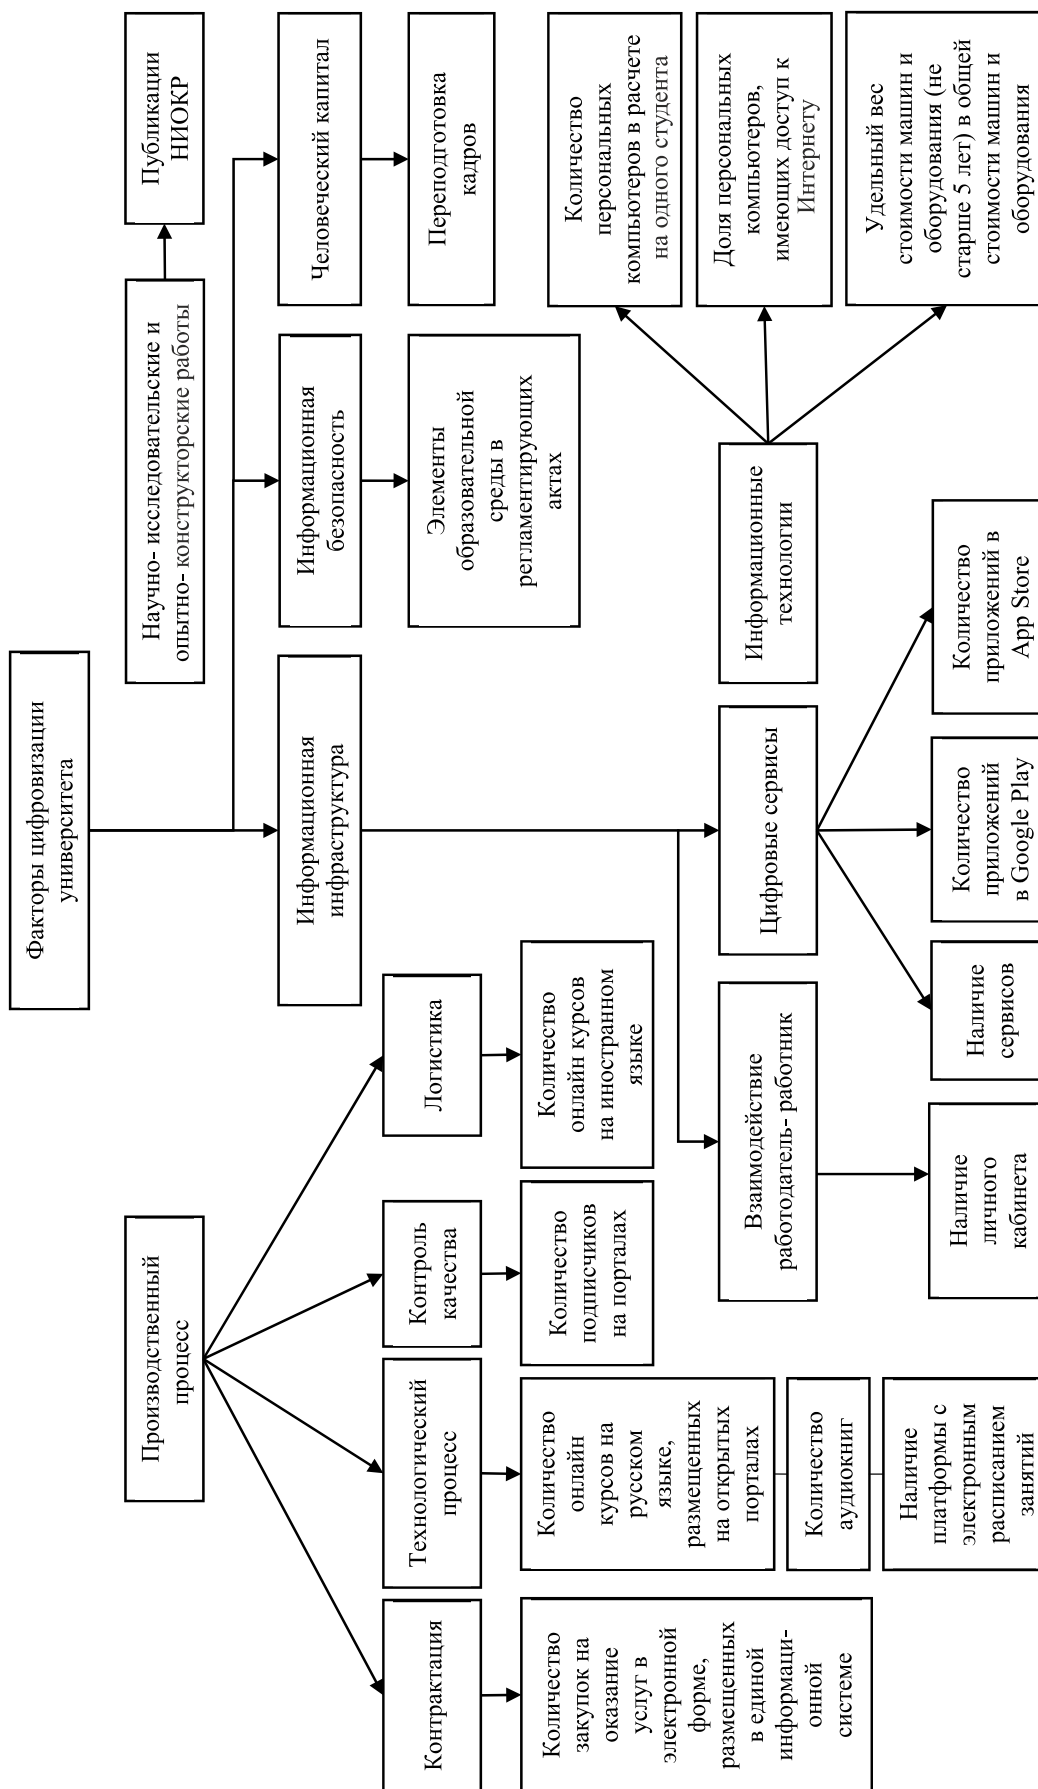 Факторы цифровизации
университета
Производственный
процесс
Научно- исследовательские и
опытно- конструкторские работы
Публикации
НИОКР
Информационная
инфраструктура
Информационная
безопасность
Человеческий капитал
Контрактация
Технологический
процесс
Контроль
качества
Логистика
Элементы
образовательной
среды в
регламентирующих
актах
Переподготовка
кадров
Количество
закупок на
оказание
услуг в
электронной
форме,
размещенных
в единой
информаци-
онной
системе
Количество
онлайн
курсов на
русском
языке,
размещенных
на открытых
порталах
Количество
подписчиков
на порталах
Количество
онлайн курсов
на иностранном
языке
Количество
персональных
компьютеров в расчете
на одного студента
Взаимодействие
работодатель- работник
Цифровые сервисы
Информационные
технологии
Доля персональных
компьютеров,
имеющих доступ к
Интернету
Количество
аудиокниг
Удельный вес
стоимости машин и
оборудования (не
старше 5 лет) в общей
стоимости машин и
оборудования
Наличие
платформы с
электронным
расписанием
занятий
Наличие
личного
кабинета
Наличие
сервисов
Количество
приложений
в Google Play
Количество
приложений в
App Store